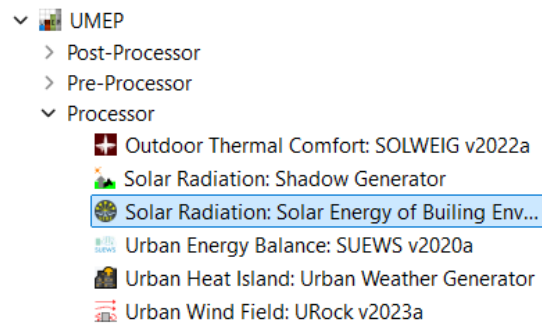 UMEP
Post-Processor
Pre-Processor
Processor
Outdoor Thermal Comfort: SOLWEIG v2022a
Solar Radiation: Shadow Generator
Solar Radiation: Solar Energy of Builing Env...
SUEWS Urban Energy Balance: SUEWS v2020a
Urban Heat Island: Urban Weather Generator
Urban Wind Field: URock v2023a